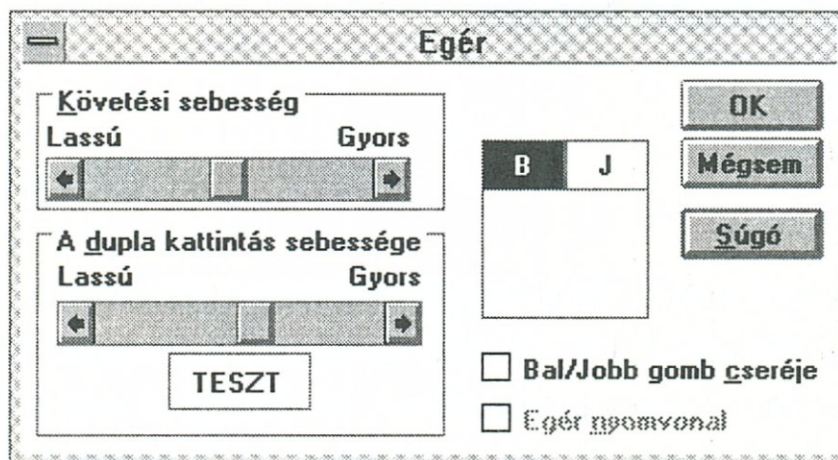 Egér
Követési sebesség
Lassú Gyors
A dupla kattintás sebessége
Lassú Gyors
TESZT
B J
OK
Mégsem
Súgó
Bal/Jobb gomb cseréje
Egér nyomvonal